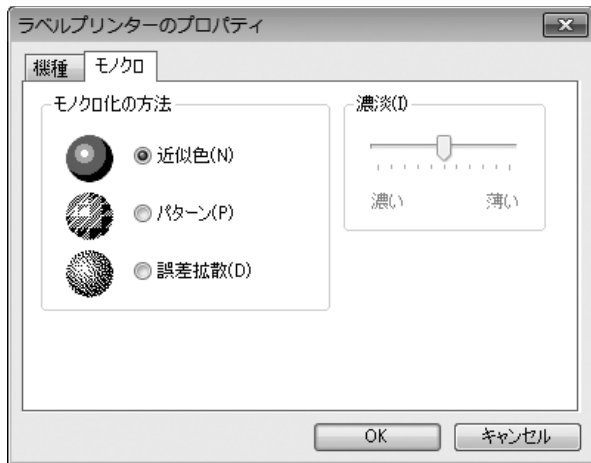 ラベルプリンターのプロパティ
機種 モノクロ
モノクロ化の方法
近似色(N)
パターン(P)
誤差拡散(D)
濃淡(I)
濃い 薄い
OK キャンセル